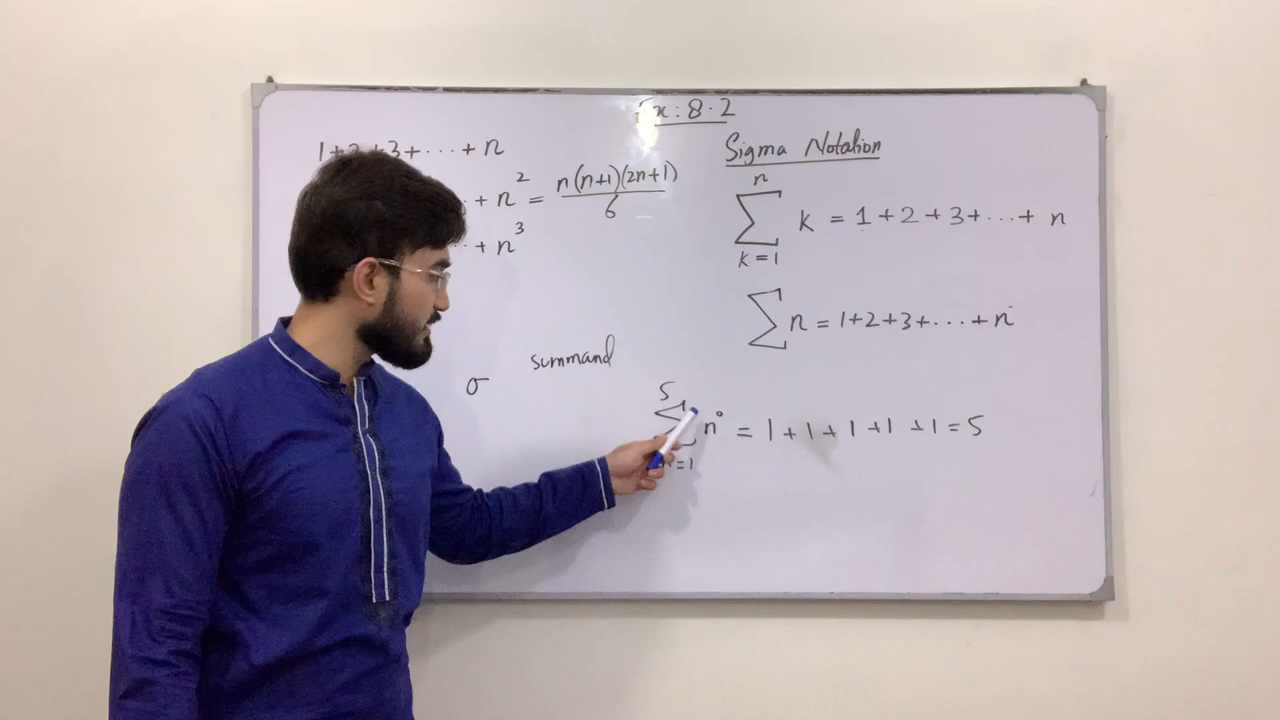 Ex: 8.2
1+2+3+...+n
+ n² = n(n+1)(2n+1)/6
·· + n³
σ
summand
Sigma Notation
n
∑ k = 1+2+3+...+ n
k=1
∑ n = 1+2+3+...+n
5
∑ n° = 1+1+1+1+1=5
n=1